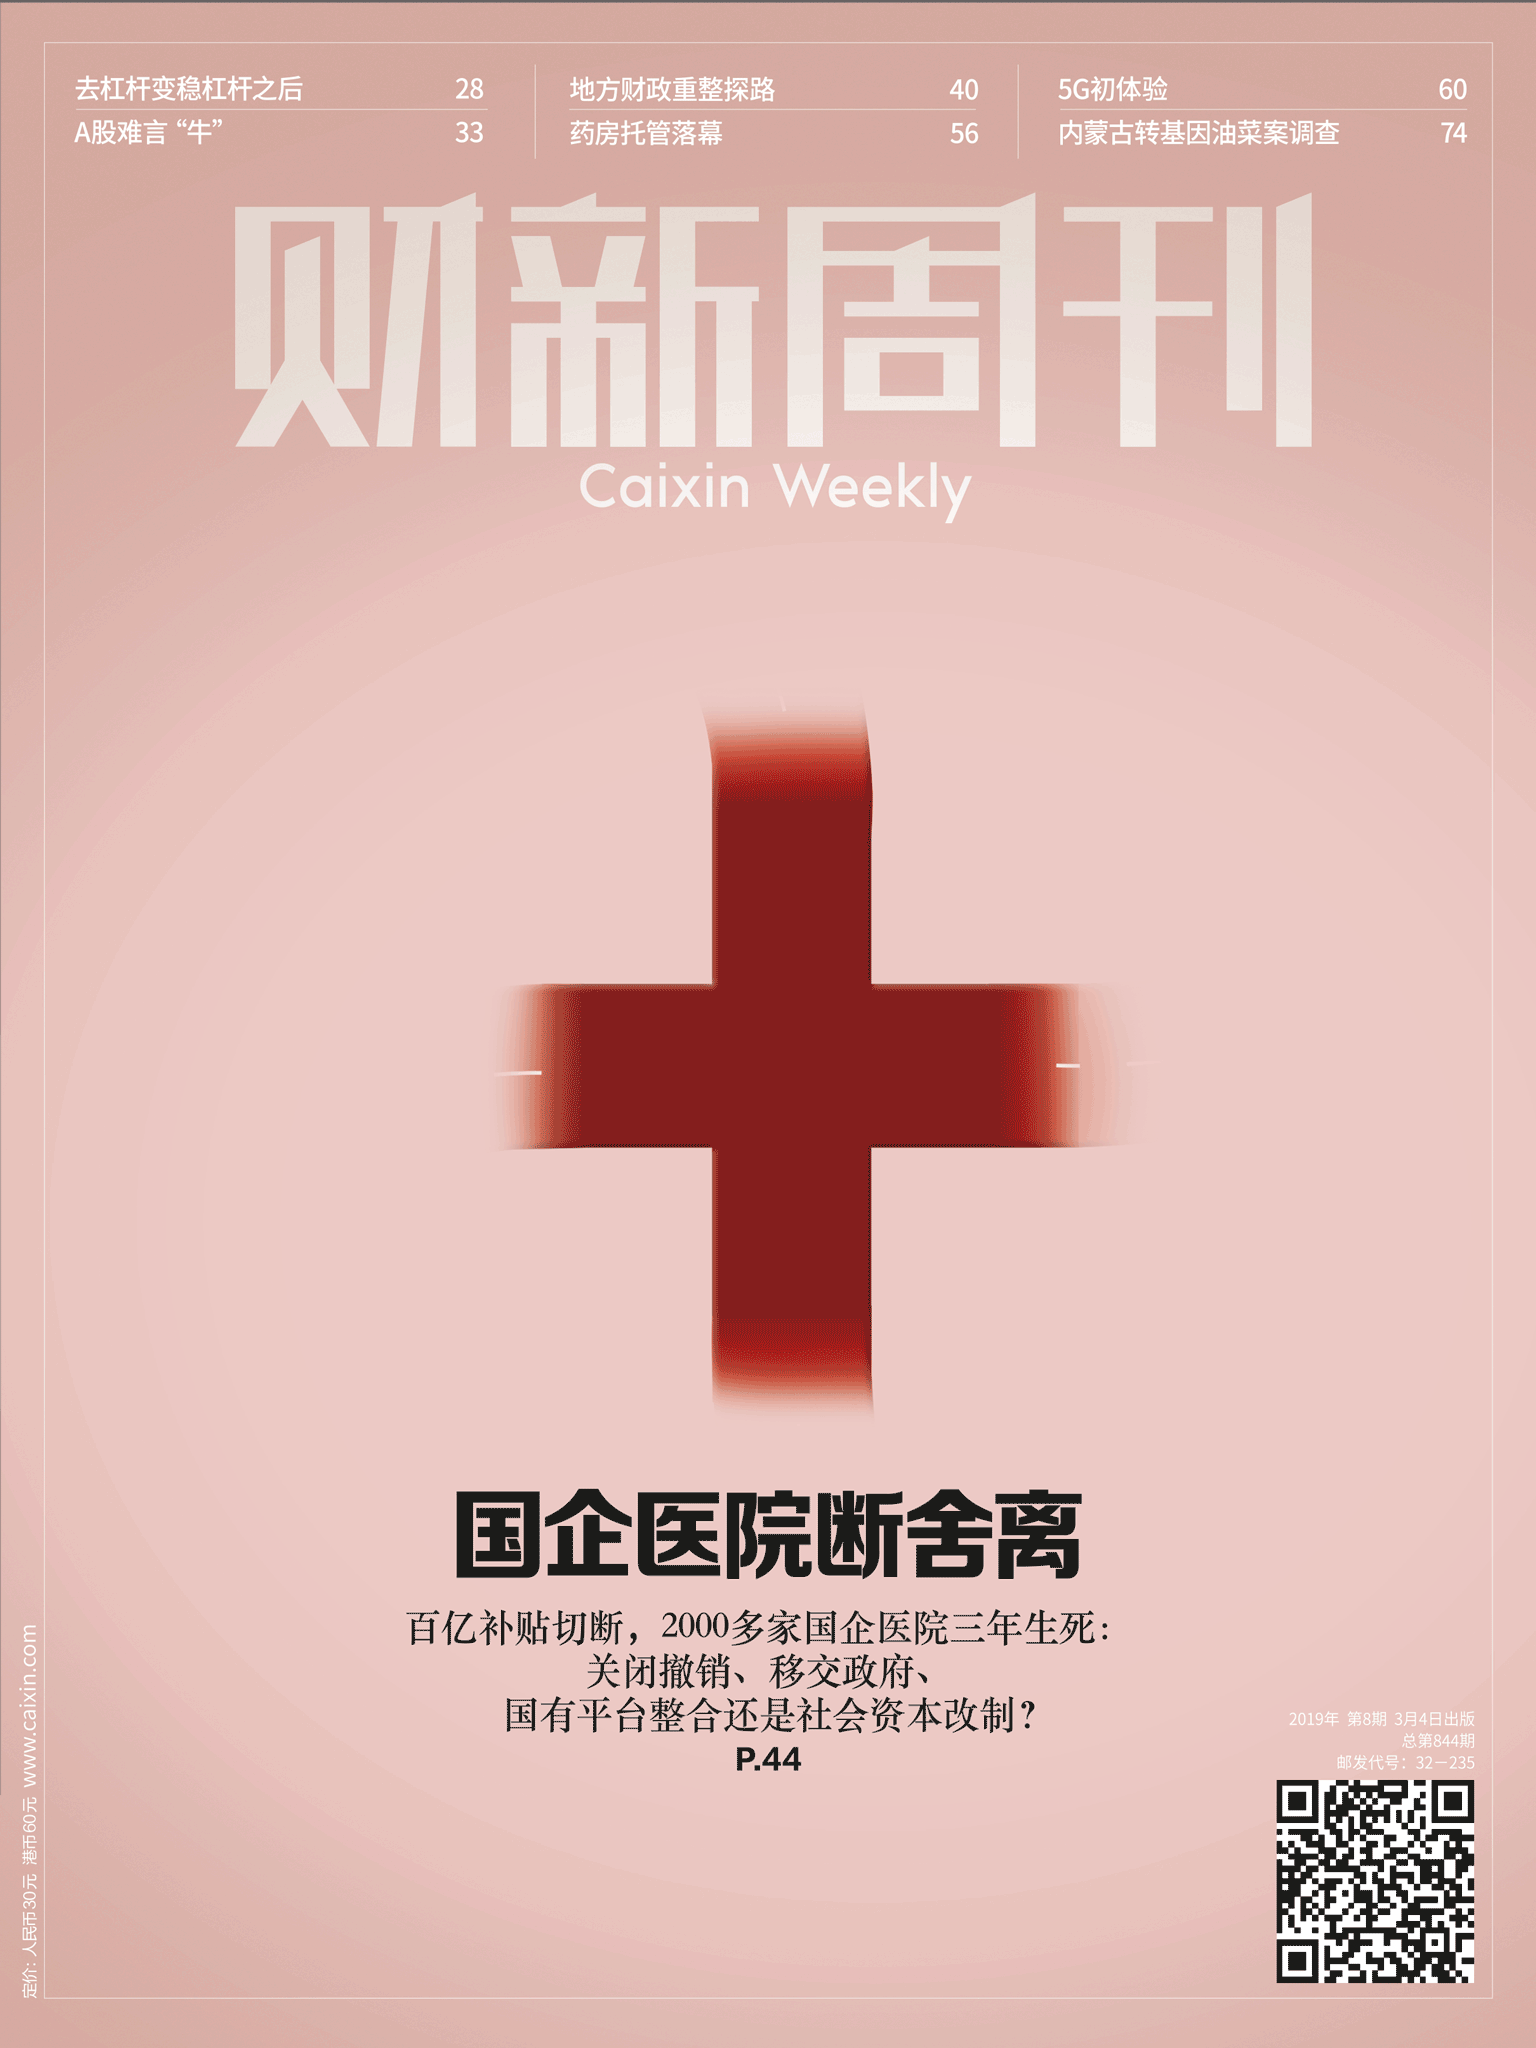 去杠杆变稳杠杆之后 28
A股难言“牛” 33
地方财政重整探路 40
药房托管落幕 56
5G初体验 60
内蒙古转基因油菜案调查 74
财新周刊
Caixin Weekly
国企医院断舍离
百亿补贴切断，2000多家国企医院三年生死：
关闭撤销、移交政府、
国有平台整合还是社会资本改制？
P.44
2019年 第8期 3月4日出版
总第844期
邮发代号：32－235
定价：人民币30元 港币60元 www.caixin.com